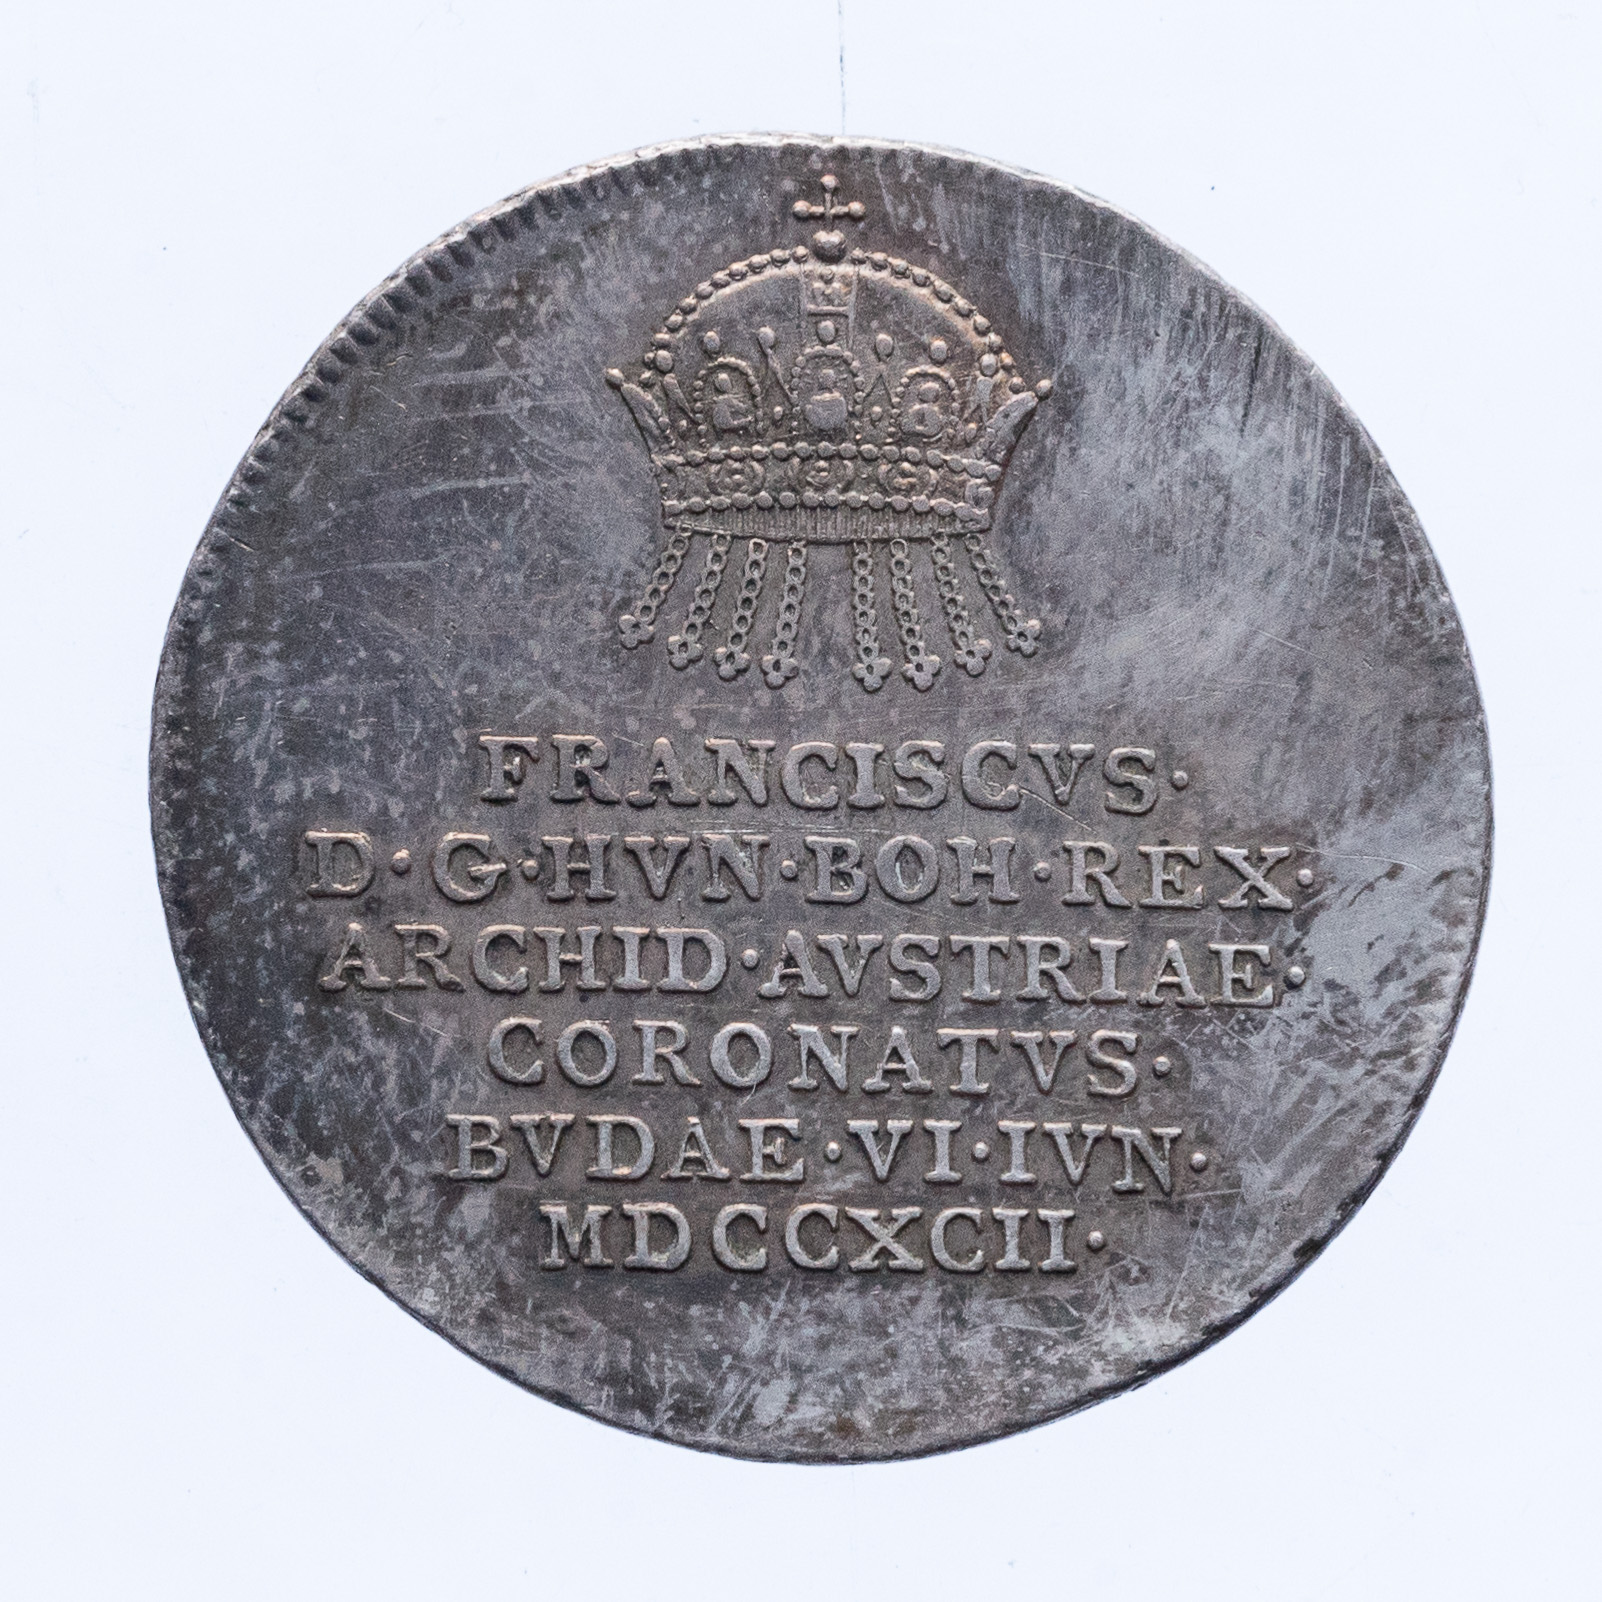 FRANCISCVS·
D·G·HVN·BOH·REX·
ARCHID·AVSTRIAE·
CORONATVS·
BVDAE·VI·IVN·
MDCCXCII·